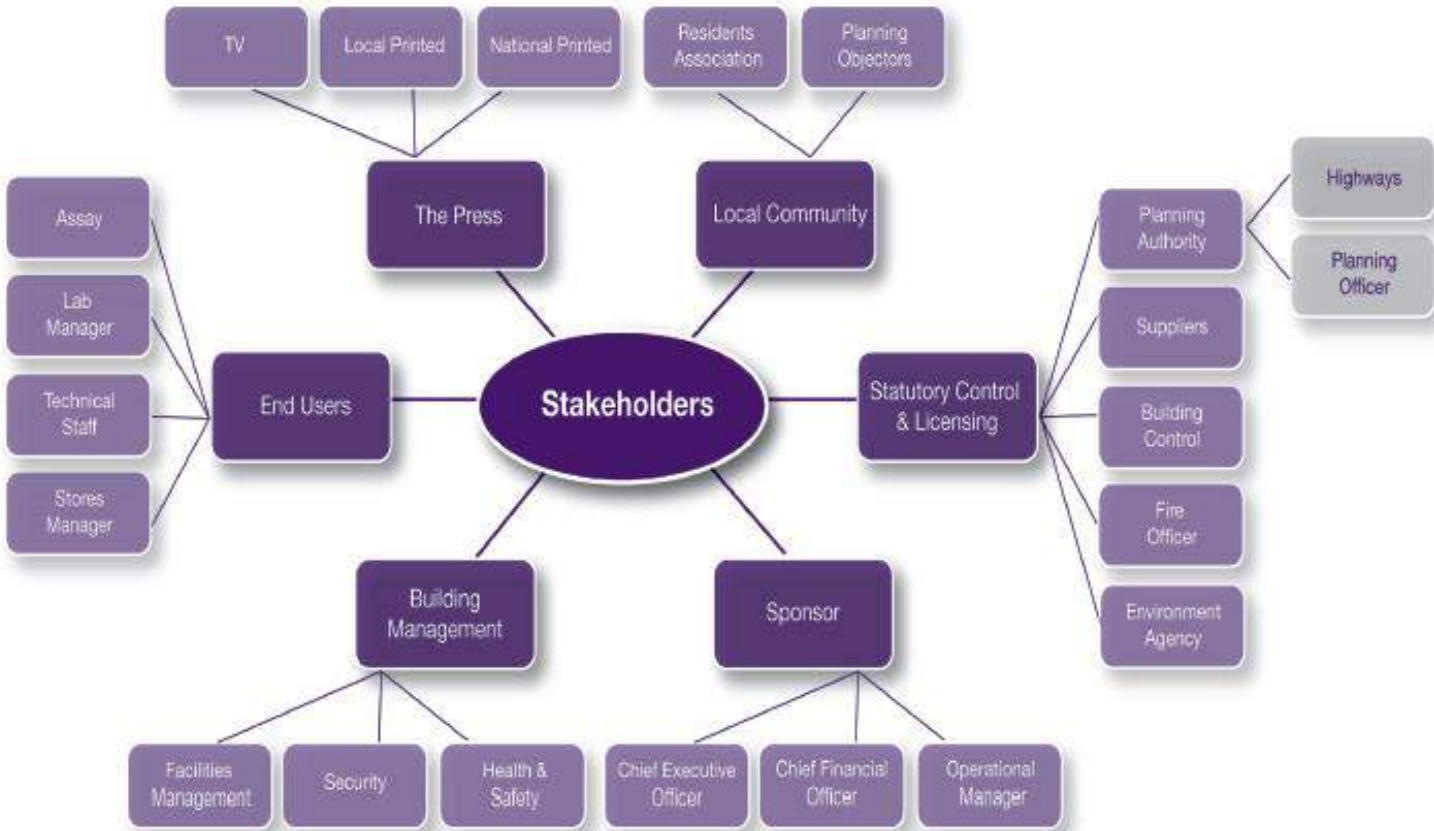 TV
Local Printed
National Printed
Residents
Association
Planning
Objectors
The Press
Local Community
Highways
Planning
Officer
Assay
Lab
Manager
Technical
Staff
Stores
Manager
End Users
Stakeholders
Statutory Control
& Licensing
Planning
Authority
Suppliers
Building
Control
Fire
Officer
Environment
Agency
Building
Management
Sponsor
Facilities
Management
Security
Health &
Safety
Chief Executive
Officer
Chief Financial
Officer
Operational
Manager